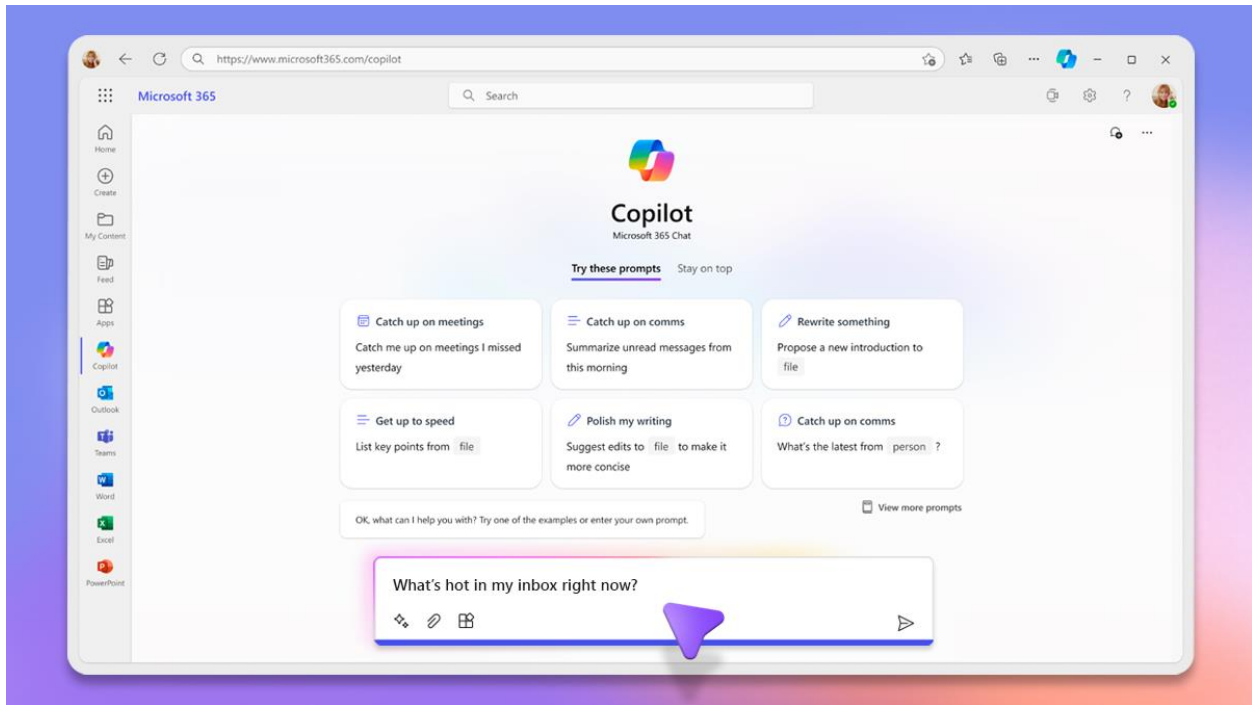 https://www.microsoft365.com/copilot
Microsoft 365
Search
Home
Create
My Content
Feed
Apps
Copilot
Outlook
Teams
Word
Excel
PowerPoint
Copilot
Microsoft 365 Chat
Try these prompts
Stay on top
Catch up on meetings
Catch me up on meetings I missed
yesterday
Catch up on comms
Summarize unread messages from
this morning
Rewrite something
Propose a new introduction to
file
Get up to speed
List key points from file
Polish my writing
Suggest edits to file to make it
more concise
Catch up on comms
What's the latest from person ?
View more prompts
OK, what can I help you with? Try one of the examples or enter your own prompt.
What's hot in my inbox right now?